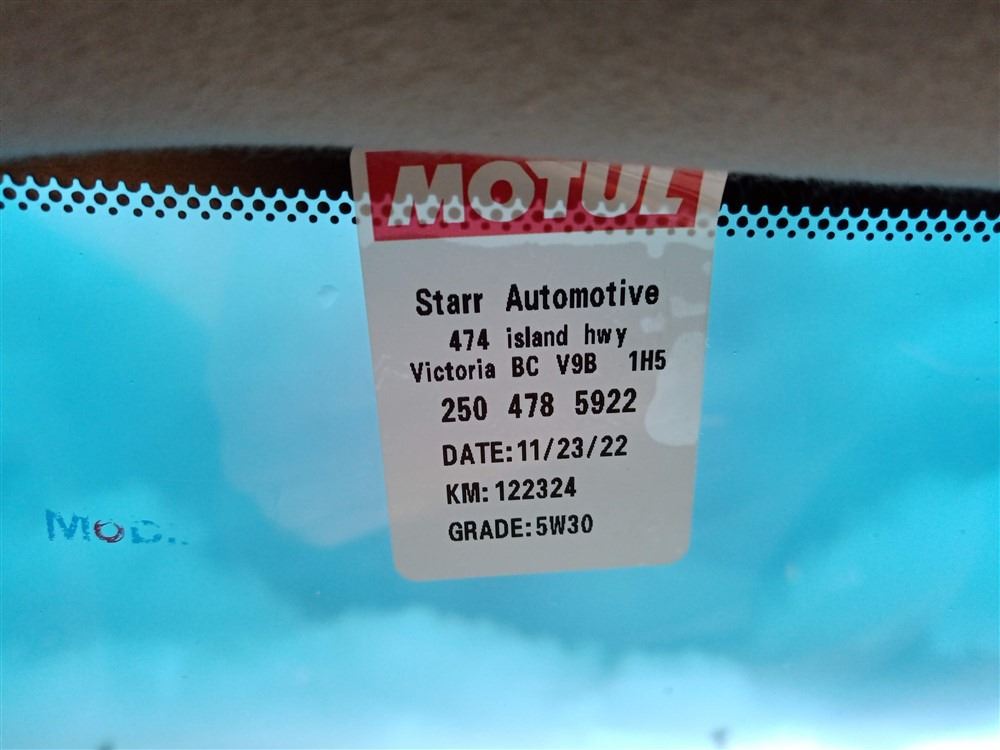 MOTUL
Starr Automotive
474 island hwy
Victoria BC V9B 1H5
250 478 5922
DATE:11/23/22
KM:122324
GRADE:5W30